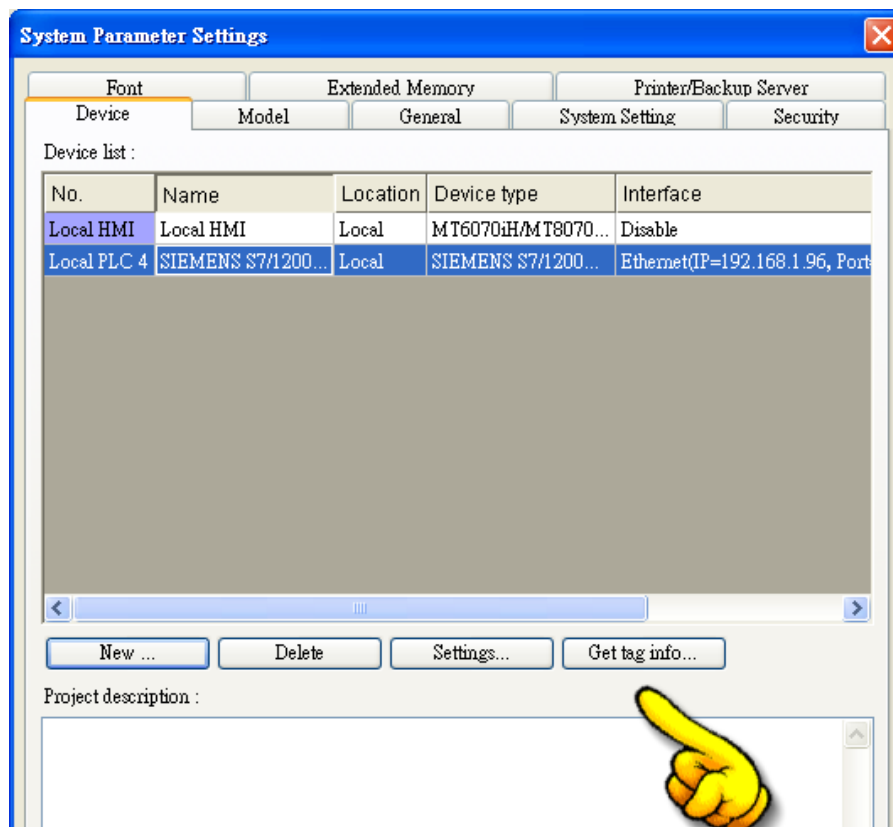 System Parameter Settings
Font Extended Memory Printer/Backup Server
Device Model General System Setting Security
Device list :
No. Name Location Device type Interface
Local HMI Local HMI Local MT6070iH/MT8070... Disable
Local PLC 4 SIEMENS S7/1200... Local SIEMENS S7/1200... Ethernet(IP=192.168.1.96, Port=
New ... Delete Settings... Get tag info...
Project description :